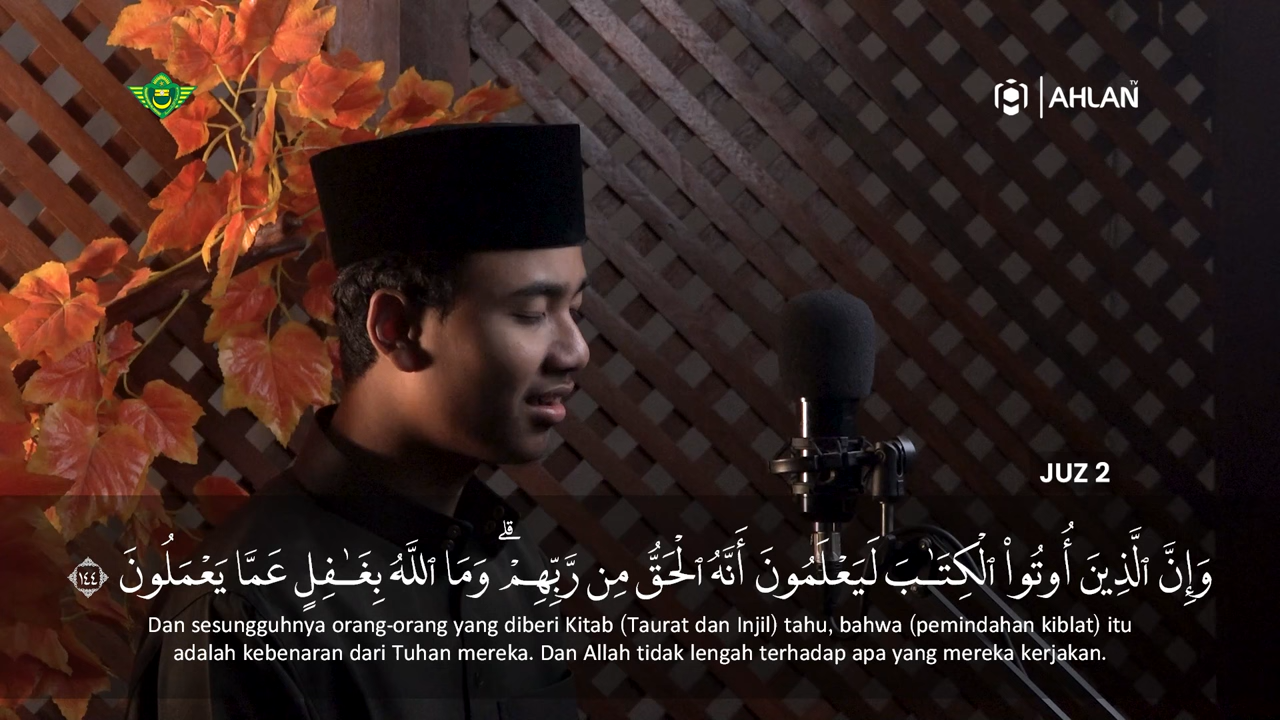 AHLAN TV
JUZ 2
وَإِنَّ ٱلَّذِينَ أُوتُوا۟ ٱلْكِتَـٰبَ لَيَعْلَمُونَ أَنَّهُ ٱلْحَقُّ مِن رَّبِّهِمْ ۗ وَمَا ٱللَّهُ بِغَـٰفِلٍ عَمَّا يَعْمَلُونَ ١٤٤
Dan sesungguhnya orang-orang yang diberi Kitab (Taurat dan Injil) tahu, bahwa (pemindahan kiblat) itu
adalah kebenaran dari Tuhan mereka. Dan Allah tidak lengah terhadap apa yang mereka kerjakan.